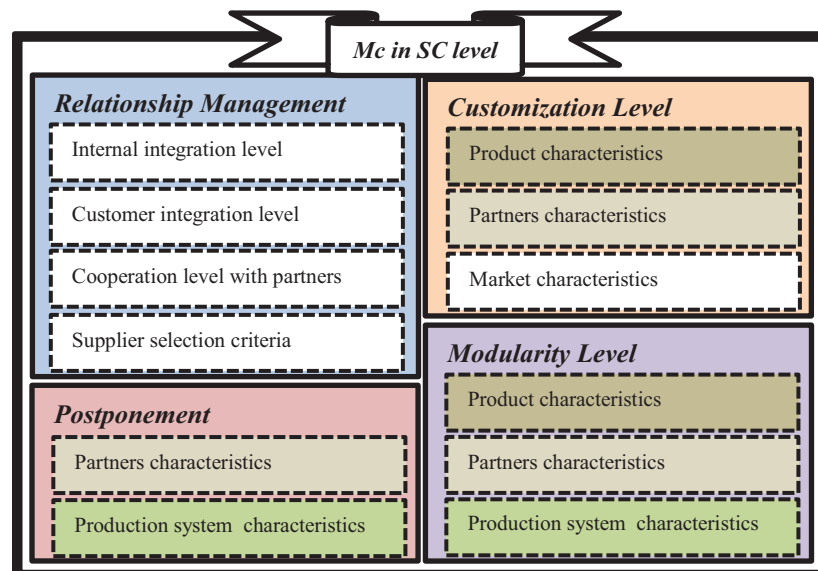 Mc in SC level
Relationship Management
Internal integration level
Customer integration level
Cooperation level with partners
Supplier selection criteria
Customization Level
Product characteristics
Partners characteristics
Market characteristics
Postponement
Partners characteristics
Production system characteristics
Modularity Level
Product characteristics
Partners characteristics
Production system characteristics